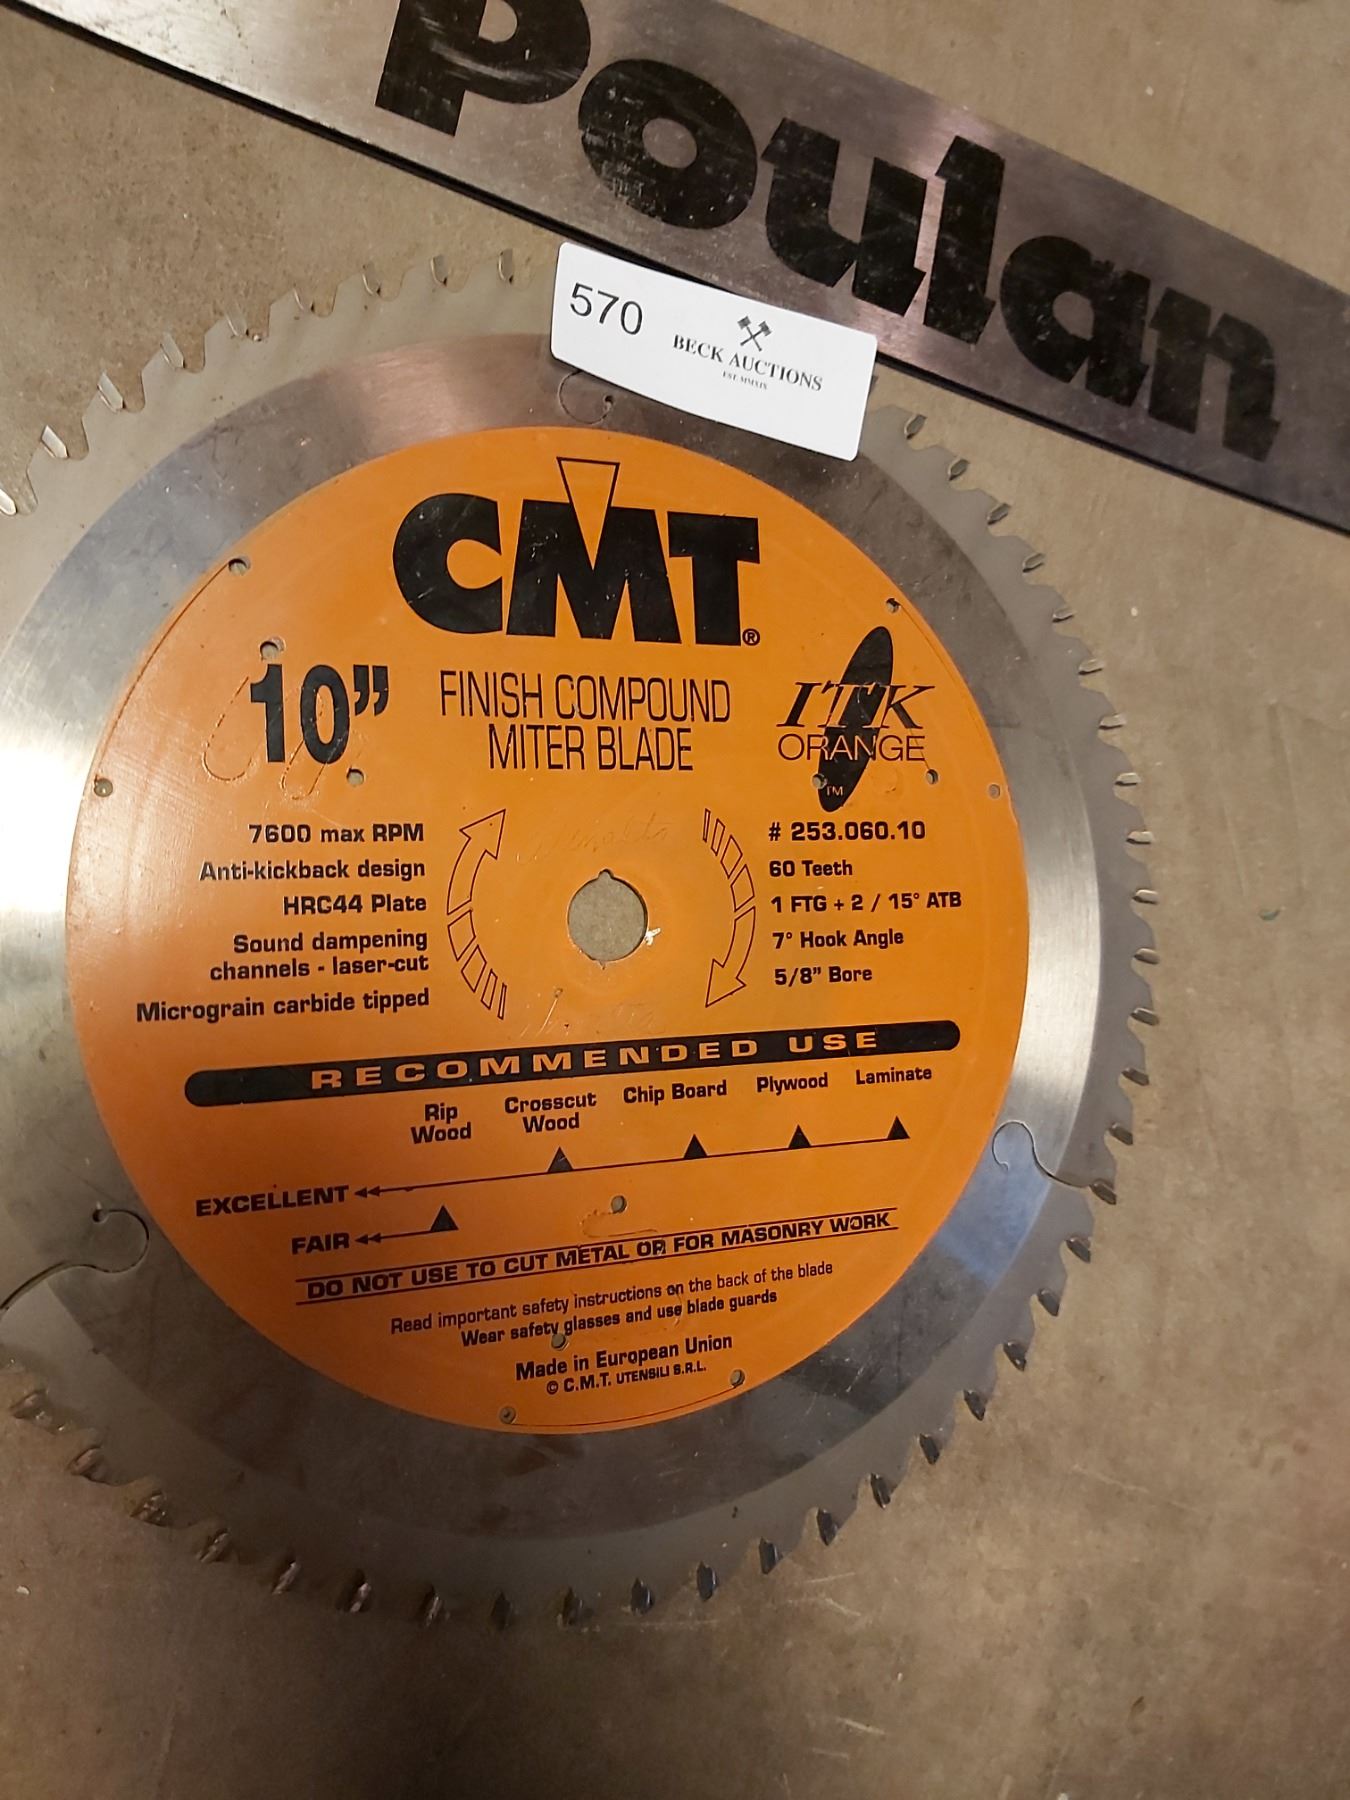 Poulan
570
BECK AUCTIONS
EST. MMXIX
CMT®
10"
FINISH COMPOUND
MITER BLADE
ITK
ORANGE
TM
7600 max RPM
Anti-kickback design
HRC44 Plate
Sound dampening
channels - laser-cut
Micrograin carbide tipped
# 253.060.10
60 Teeth
1 FTG + 2 / 15° ATB
7° Hook Angle
5/8" Bore
RECOMMENDED USE
Rip
Wood
Crosscut
Wood
Chip Board
Plywood
Laminate
EXCELLENT
FAIR
DO NOT USE TO CUT METAL OR FOR MASONRY WORK
Read important safety instructions on the back of the blade
Wear safety glasses and use blade guards
Made in European Union
© C.M.T. UTENSILI S.R.L.